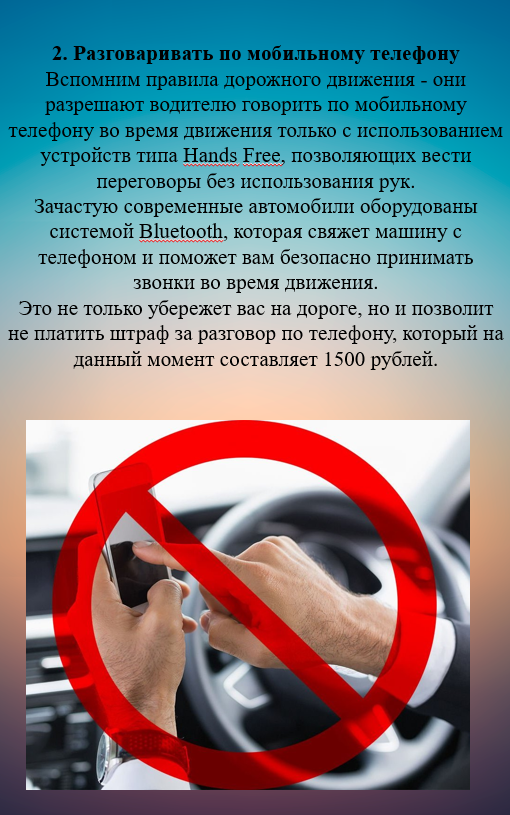 2. Разговаривать по мобильному телефону
Вспомним правила дорожного движения - они
разрешают водителю говорить по мобильному
телефону во время движения только с использованием
устройств типа Hands Free, позволяющих вести
переговоры без использования рук.
Зачастую современные автомобили оборудованы
системой Bluetooth, которая свяжет машину с
телефоном и поможет вам безопасно принимать
звонки во время движения.
Это не только убережет вас на дороге, но и позволит
не платить штраф за разговор по телефону, который на
данный момент составляет 1500 рублей.